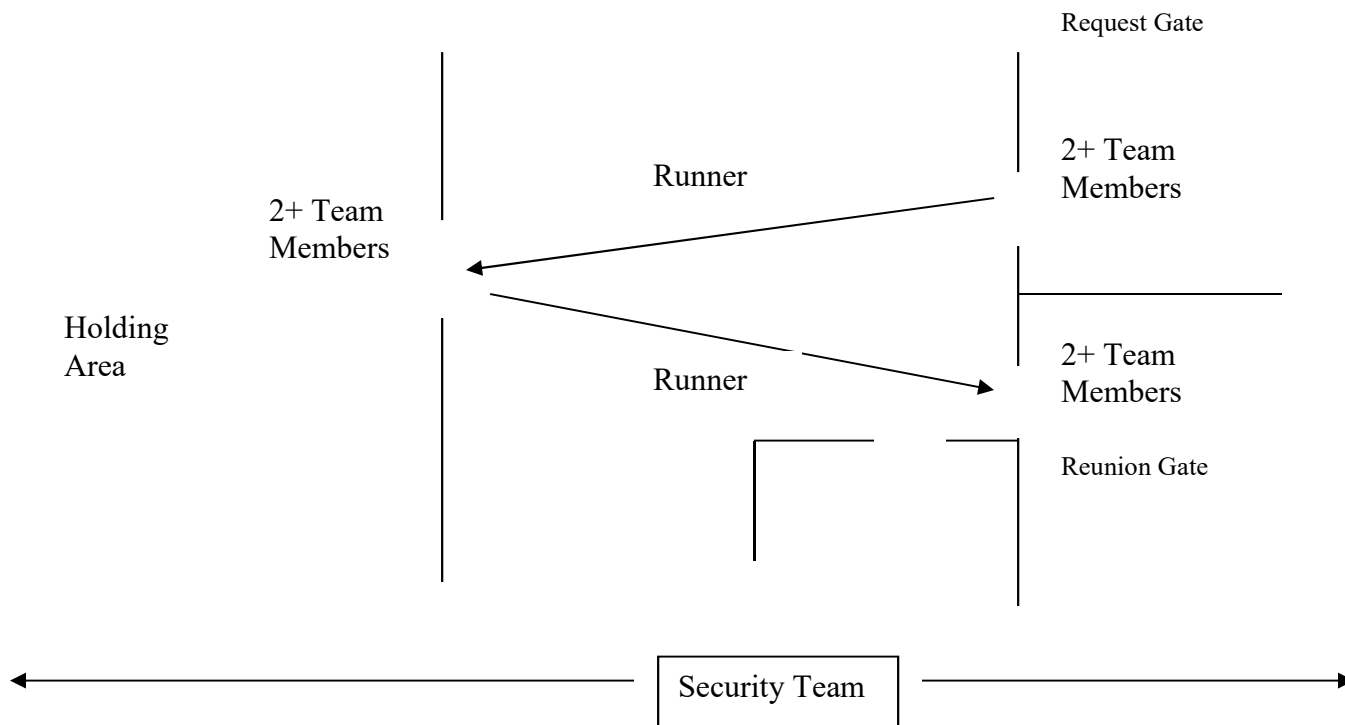 Request Gate
2+ Team
Members
Runner
2+ Team
Members
Holding
Area
2+ Team
Members
Runner
Reunion Gate
Security Team